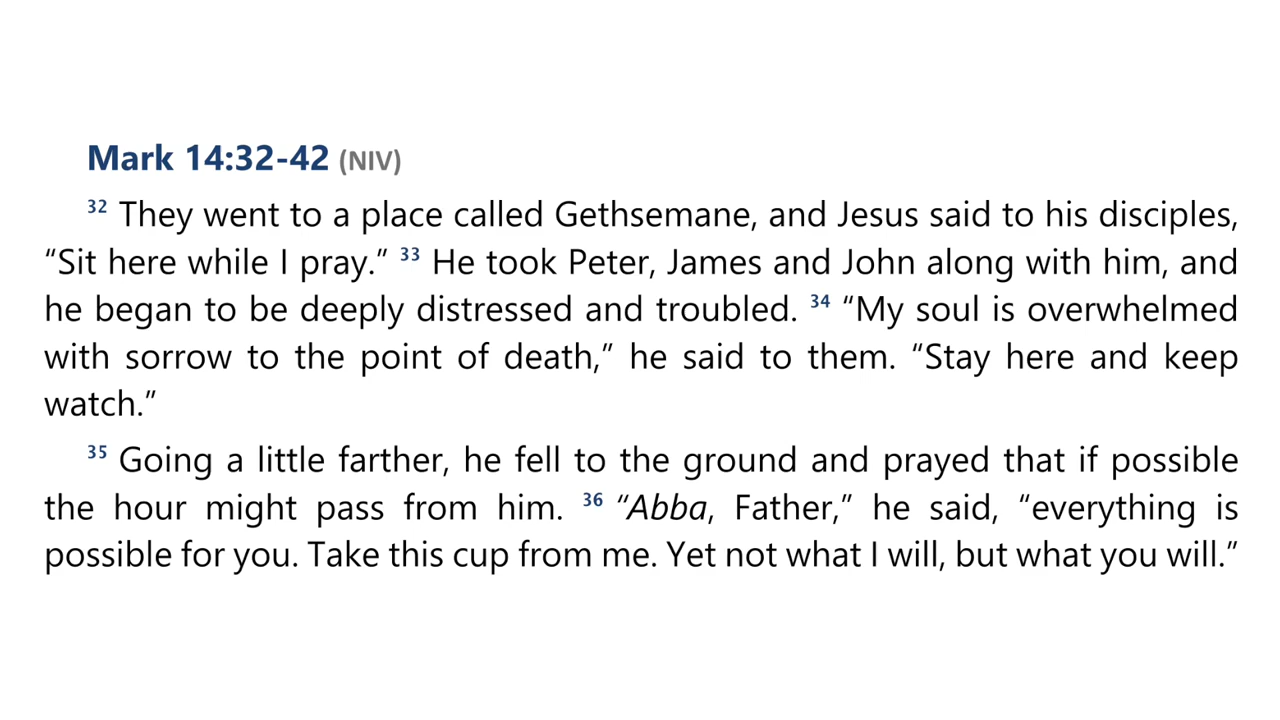 Mark 14:32-42 (NIV)
32 They went to a place called Gethsemane, and Jesus said to his disciples,
“Sit here while I pray.” 33 He took Peter, James and John along with him, and
he began to be deeply distressed and troubled. 34 “My soul is overwhelmed
with sorrow to the point of death,” he said to them. “Stay here and keep
watch.”
35 Going a little farther, he fell to the ground and prayed that if possible
the hour might pass from him. 36 “Abba, Father,” he said, “everything is
possible for you. Take this cup from me. Yet not what I will, but what you will.”